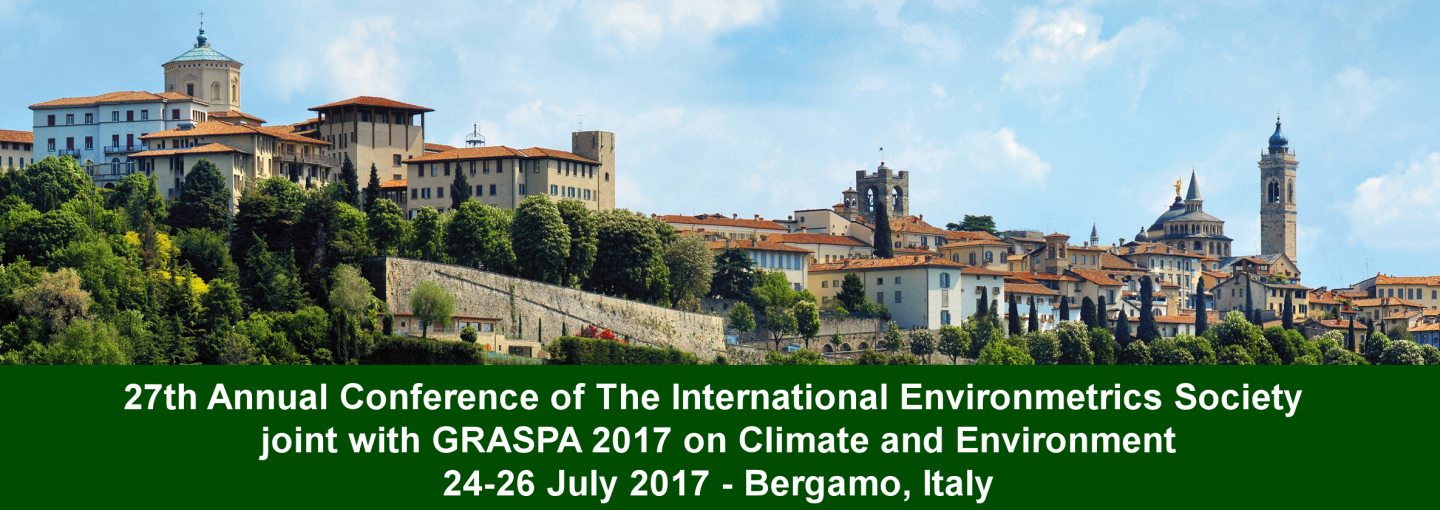 27th Annual Conference of The International Environmetrics Society
joint with GRASPA 2017 on Climate and Environment
24-26 July 2017 - Bergamo, Italy